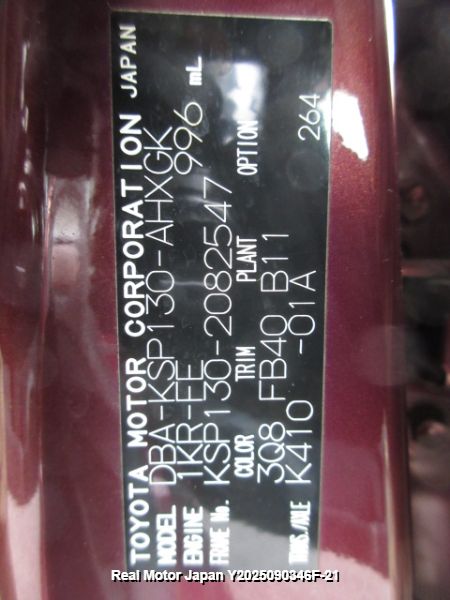 TOYOTA MOTOR CORPORATION JAPAN
MODEL DBA-KSP130-AHXGK
ENGINE 1KR-FE 996 mL
FRAME No. KSP130-2082547
COLOR TRIM PLANT OPTION
3Q8 FB40 B11
TRANS./AXLE K410 -01A 264
Real Motor Japan Y2025090346F-21